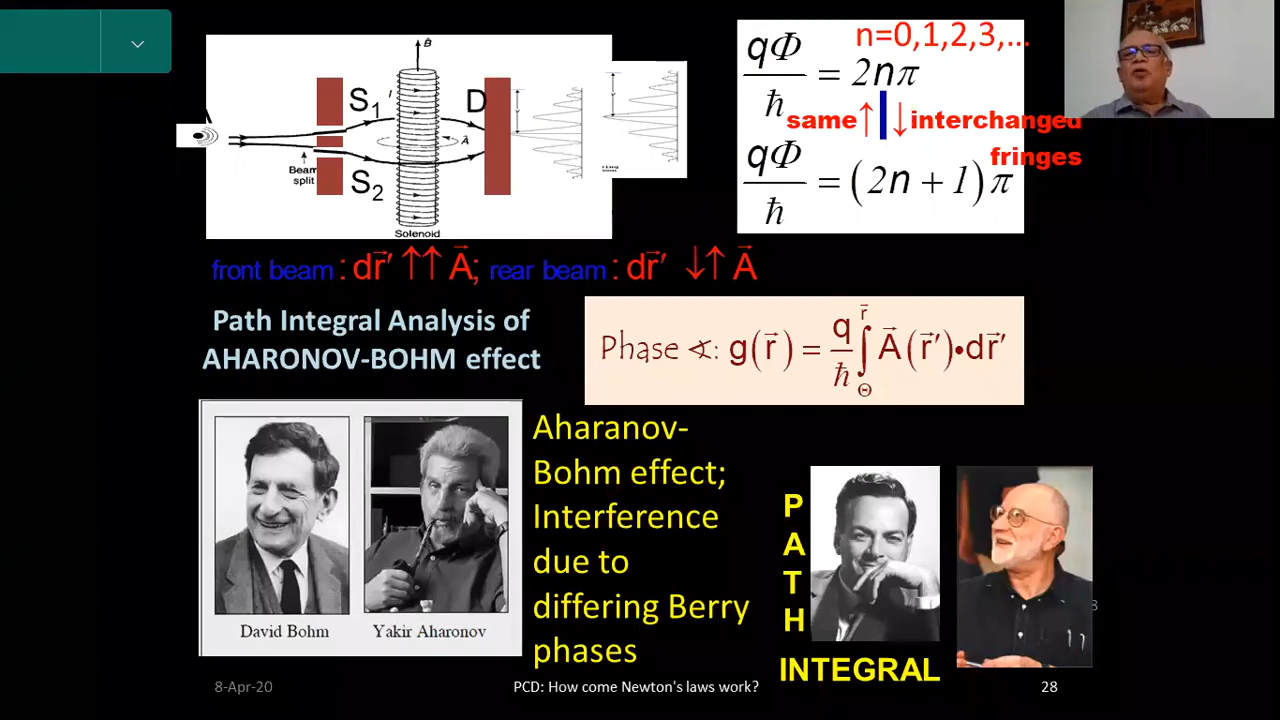 B
S1
D
A
Beam
split
S2
Solenoid
n=0,1,2,3,…
qΦ/ħ = 2nπ
same ↑ ↓ interchanged
fringes
qΦ/ħ = (2n + 1)π
front beam : dr⃗′ ↑↑ A⃗; rear beam : dr⃗′ ↓↑ A⃗
Path Integral Analysis of
AHARONOV-BOHM effect
Phase ∢: g(r⃗) = q/ħ ∫_Θ^r⃗ A⃗(r⃗′)•dr⃗′
David Bohm
Yakir Aharonov
Aharanov-
Bohm effect;
Interference
due to
differing Berry
phases
PATH
INTEGRAL
8-Apr-20
PCD: How come Newton's laws work?
28